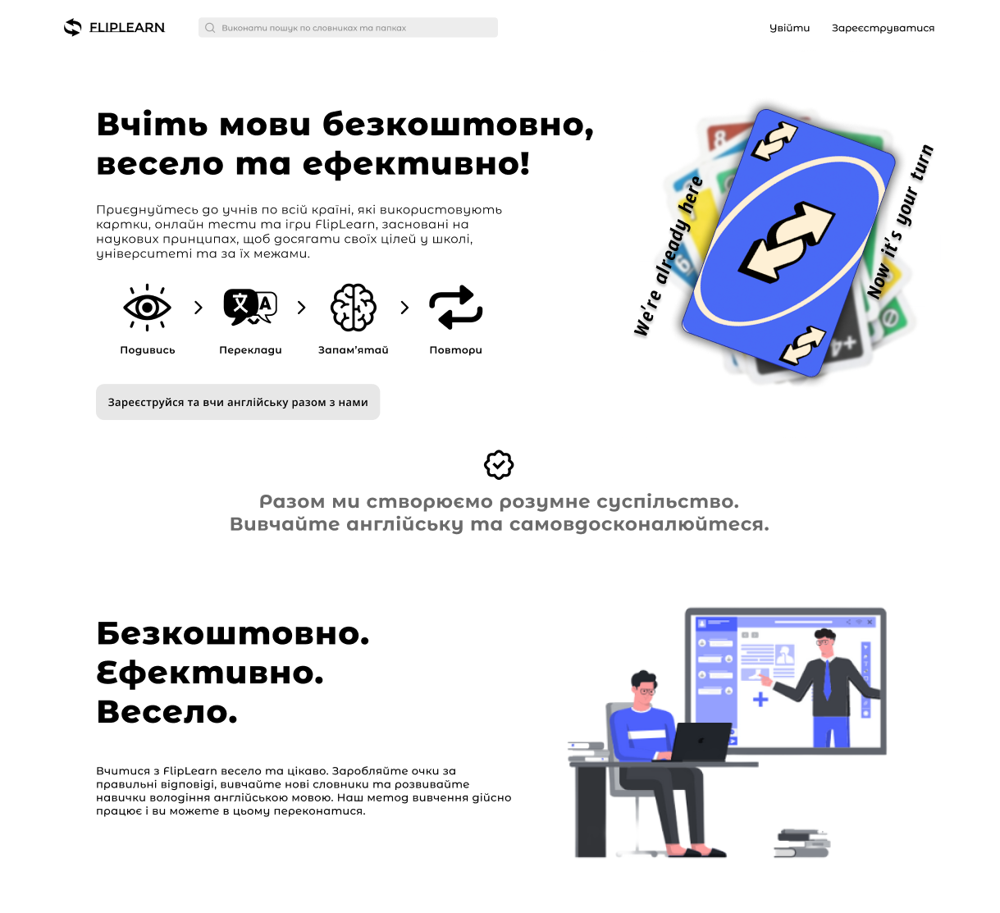 FLIPLEARN
Виконати пошук по словниках та папках
Увійти
Зареєструватися
Вчіть мови безкоштовно,
весело та ефективно!
Приєднуйтесь до учнів по всій країні, які використовують
картки, онлайн тести та ігри FlipLearn, засновані на
наукових принципах, щоб досягати своїх цілей у школі,
університеті та за їх межами.
We're already here
Now it's your turn
8
6
+4
文
A
Подивись
Переклади
Запам'ятай
Повтори
Зареєструйся та вчи англійську разом з нами
Разом ми створюємо розумне суспільство.
Вивчайте англійську та самовдосконалюйтеся.
Безкоштовно.
Ефективно.
Весело.
Вчитися з FlipLearn весело та цікаво. Заробляйте очки за
правильні відповіді, вивчайте нові словники та розвивайте
навички володіння англійською мовою. Наш метод вивчення дійсно
працює і ви можете в цьому переконатися.